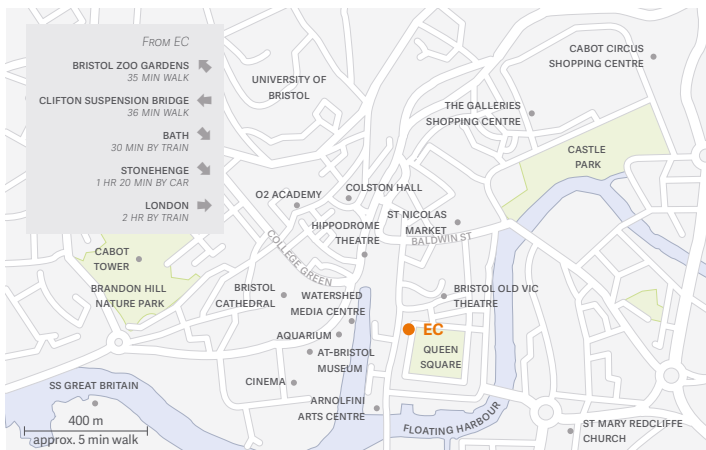 FROM EC
BRISTOL ZOO GARDENS
35 MIN WALK
CLIFTON SUSPENSION BRIDGE
36 MIN WALK
BATH
30 MIN BY TRAIN
STONEHENGE
1 HR 20 MIN BY CAR
LONDON
2 HR BY TRAIN
UNIVERSITY OF
BRISTOL
CABOT CIRCUS
SHOPPING CENTRE
THE GALLERIES
SHOPPING CENTRE
CASTLE
PARK
O2 ACADEMY
COLSTON HALL
ST NICOLAS
MARKET
HIPPODROME
THEATRE
BALDWIN ST
COLLEGE GREEN
CABOT
TOWER
BRANDON HILL
NATURE PARK
BRISTOL
CATHEDRAL
WATERSHED
MEDIA CENTRE
BRISTOL OLD VIC
THEATRE
EC
AQUARIUM
QUEEN
SQUARE
AT-BRISTOL
MUSEUM
CINEMA
SS GREAT BRITAIN
ARNOLFINI
ARTS CENTRE
FLOATING HARBOUR
ST MARY REDCLIFFE
CHURCH
400 m
approx. 5 min walk